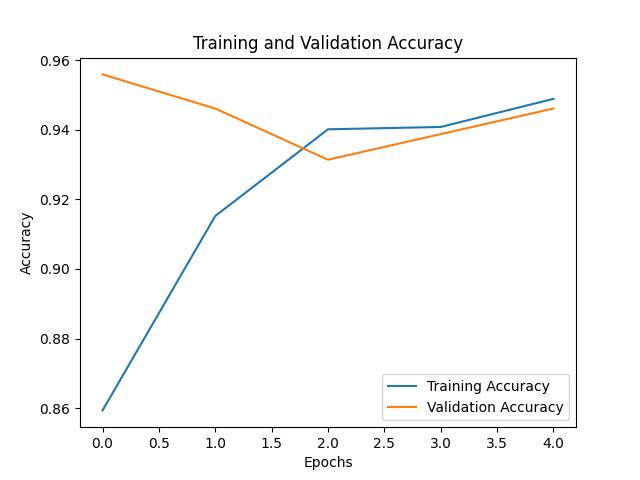 Training and Validation Accuracy
Accuracy
0.96
0.94
0.92
0.90
0.88
0.86
Training Accuracy
Validation Accuracy
0.0 0.5 1.0 1.5 2.0 2.5 3.0 3.5 4.0
Epochs